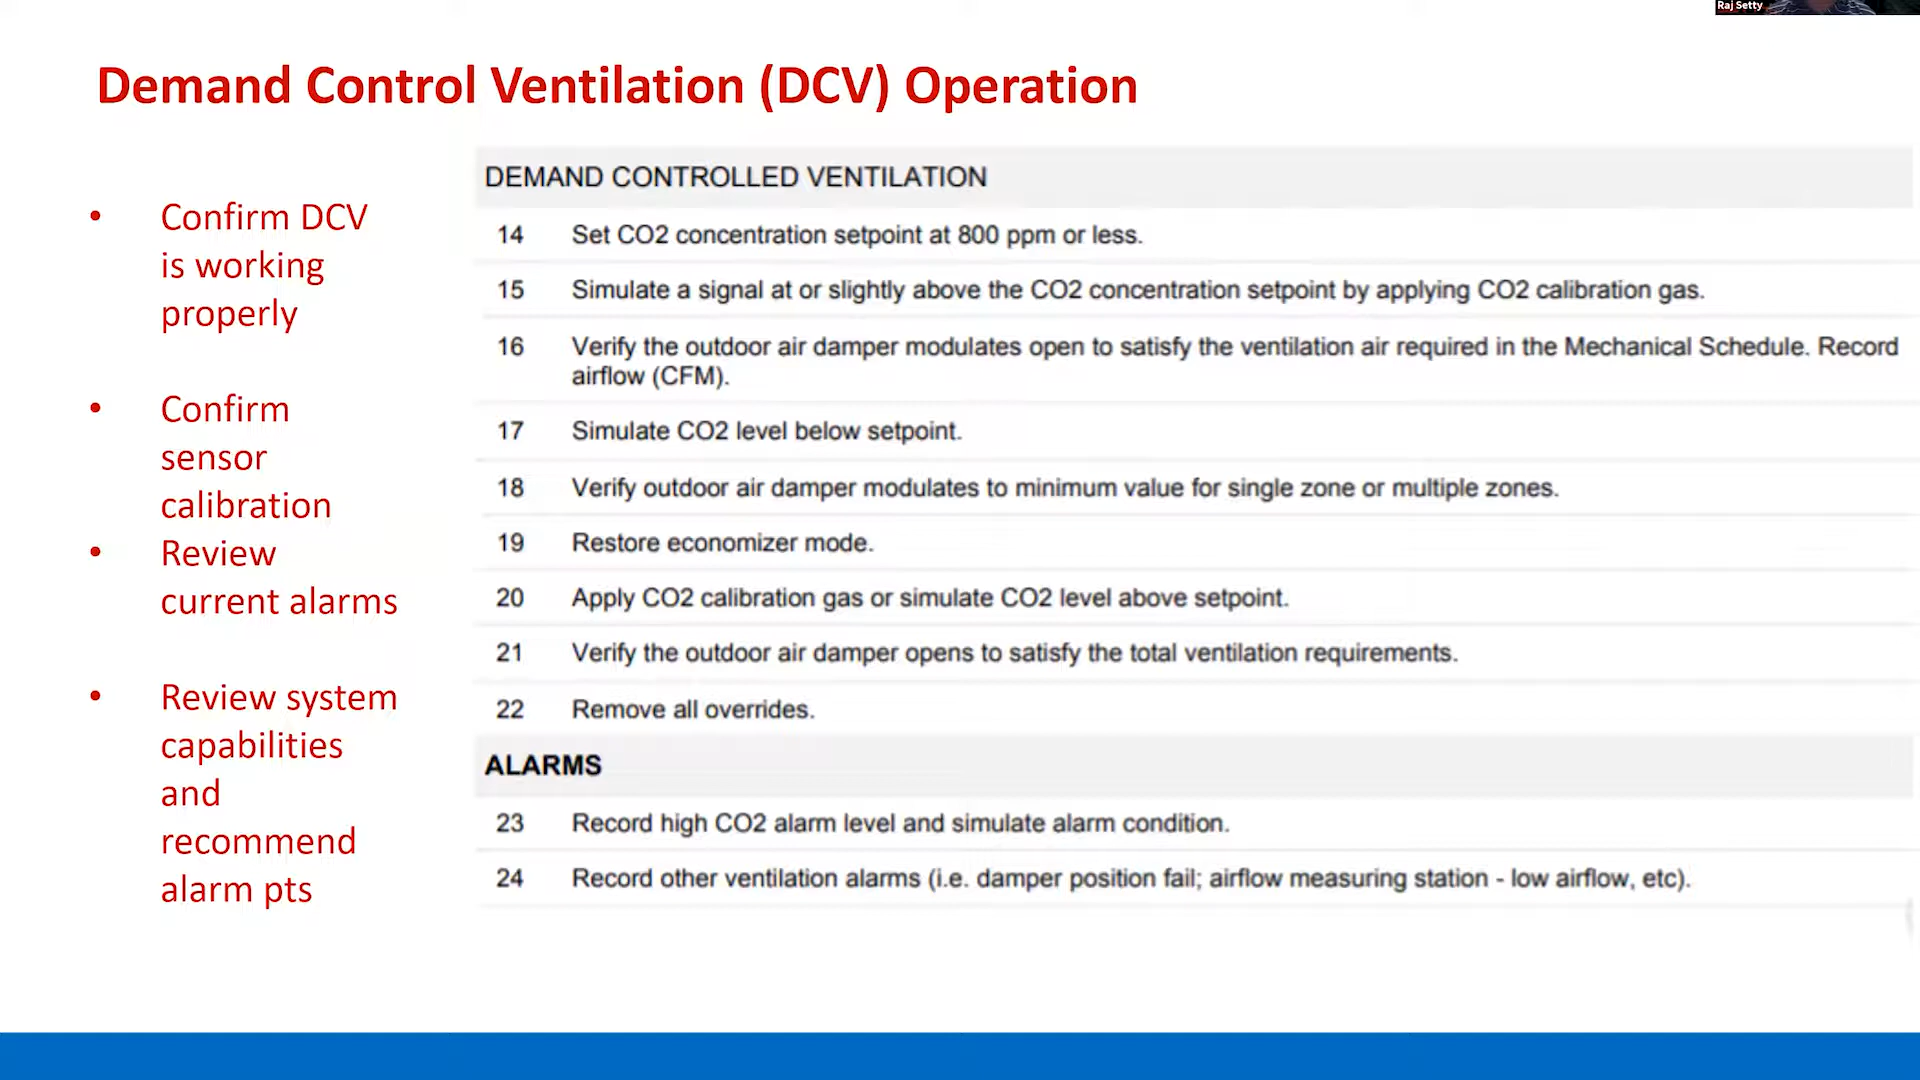 Raj Setty
Demand Control Ventilation (DCV) Operation
• Confirm DCV
is working
properly
• Confirm
sensor
calibration
• Review
current alarms
• Review system
capabilities
and
recommend
alarm pts
DEMAND CONTROLLED VENTILATION
14 Set CO2 concentration setpoint at 800 ppm or less.
15 Simulate a signal at or slightly above the CO2 concentration setpoint by applying CO2 calibration gas.
16 Verify the outdoor air damper modulates open to satisfy the ventilation air required in the Mechanical Schedule. Record
airflow (CFM).
17 Simulate CO2 level below setpoint.
18 Verify outdoor air damper modulates to minimum value for single zone or multiple zones.
19 Restore economizer mode.
20 Apply CO2 calibration gas or simulate CO2 level above setpoint.
21 Verify the outdoor air damper opens to satisfy the total ventilation requirements.
22 Remove all overrides.
ALARMS
23 Record high CO2 alarm level and simulate alarm condition.
24 Record other ventilation alarms (i.e. damper position fail; airflow measuring station - low airflow, etc).